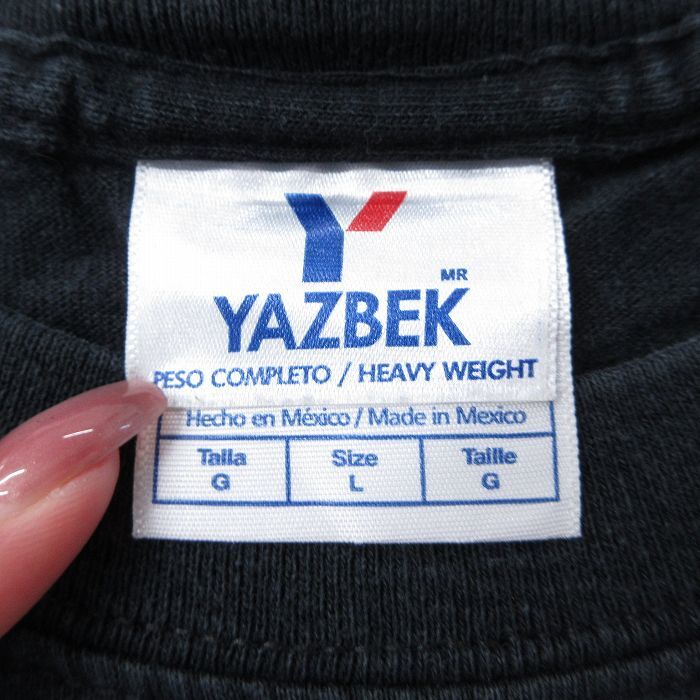 MR
YAZBEK
PESO COMPLETO / HEAVY WEIGHT
Hecho en México / Made in Mexico
Talla Size Taille
G L G